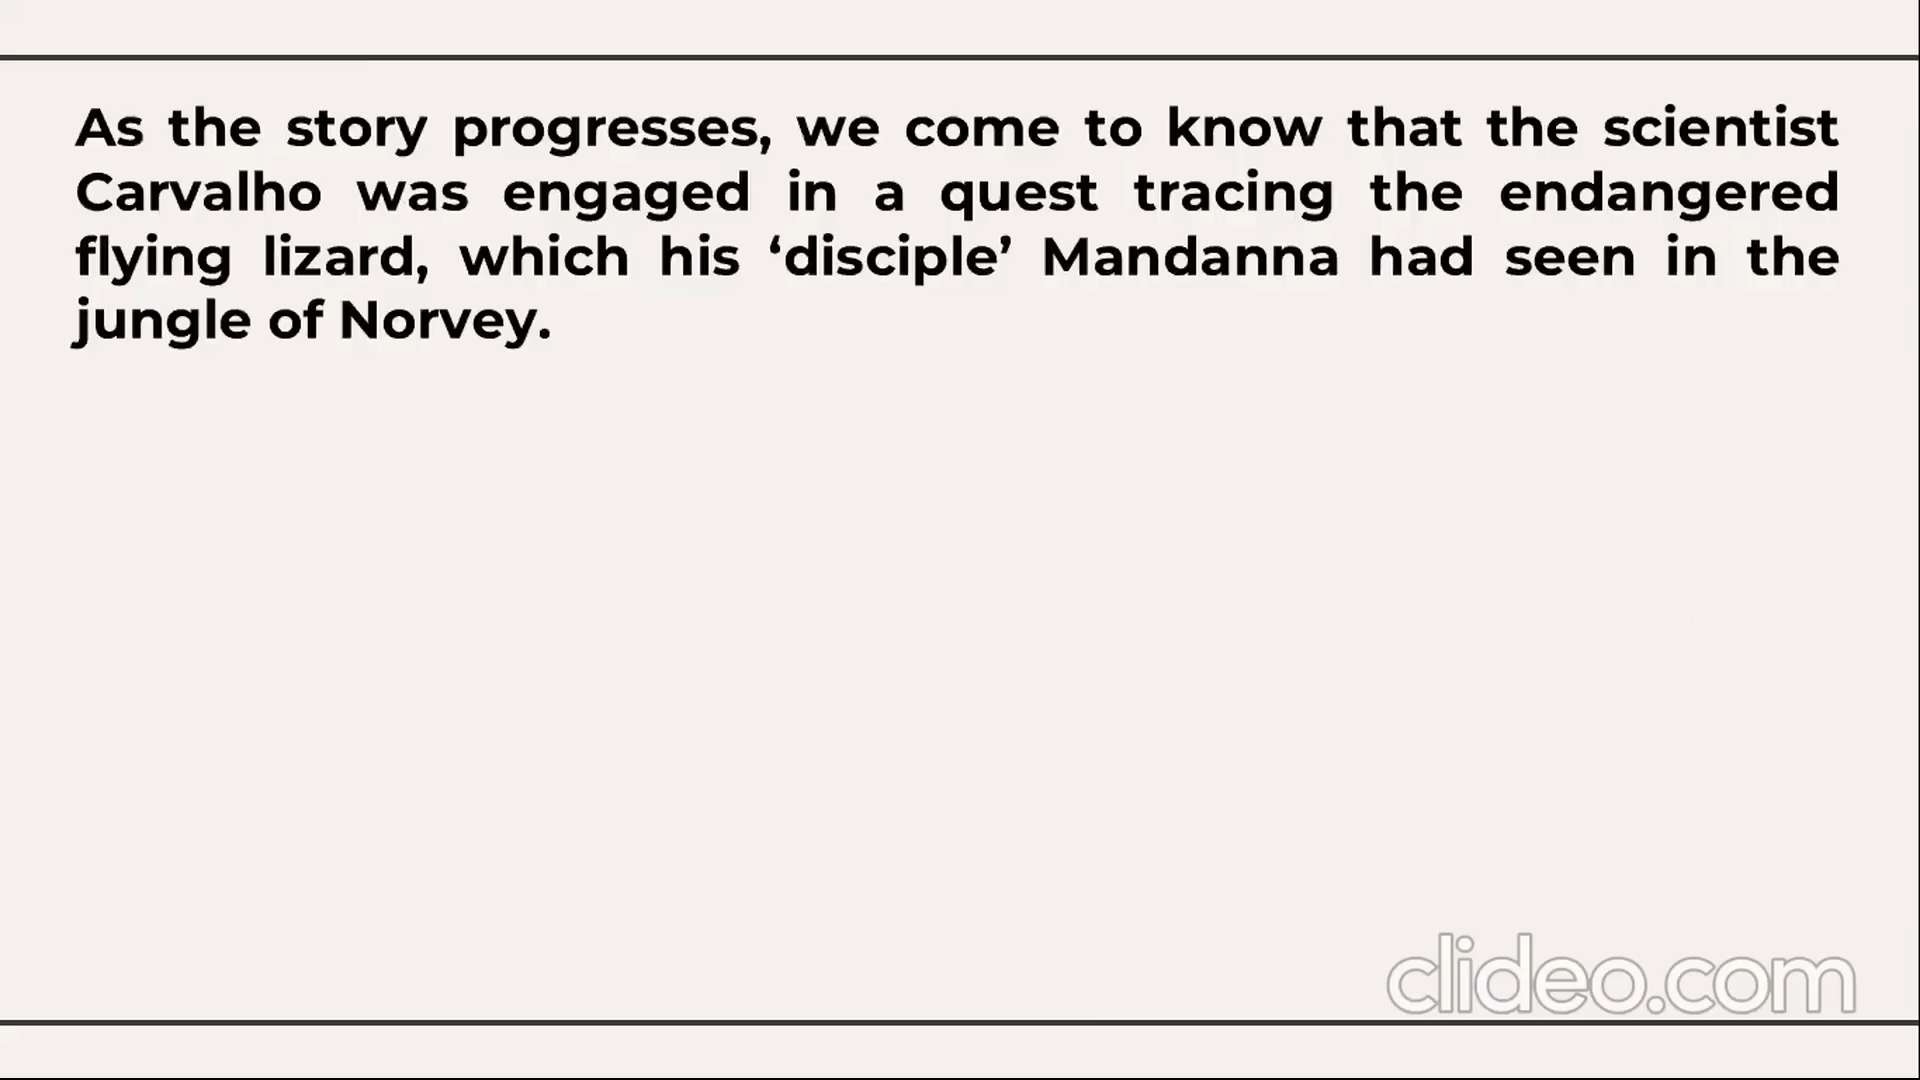 As the story progresses, we come to know that the scientist
Carvalho was engaged in a quest tracing the endangered
flying lizard, which his ‘disciple’ Mandanna had seen in the
jungle of Norvey.
clideo.com